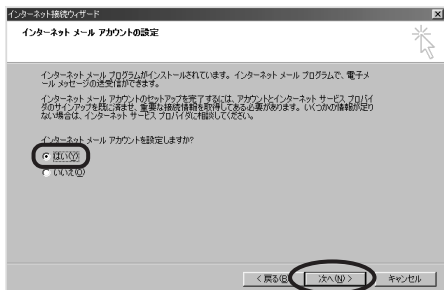 インターネット接続ウィザード
インターネット メール アカウントの設定
インターネット メール プログラムがインストールされています。インターネット メール プログラムで、電子メ
ール メッセージの送受信ができます。
インターネット メール アカウントのセットアップを完了するには、アカウントとインターネット サービス プロバイ
ダのサインアップを既に済ませ、重要な接続情報を取得してある必要があります。いくつかの情報が足り
ない場合は、インターネット サービス プロバイダに相談してください。
インターネット メール アカウントを設定しますか?
はい(Y)
いいえ(O)
< 戻る(B)
次へ(N) >
キャンセル